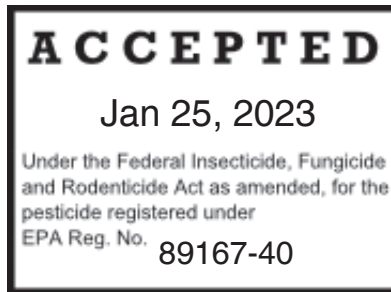 ACCEPTED
Jan 25, 2023
Under the Federal Insecticide, Fungicide
and Rodenticide Act as amended, for the
pesticide registered under
EPA Reg. No. 89167-40